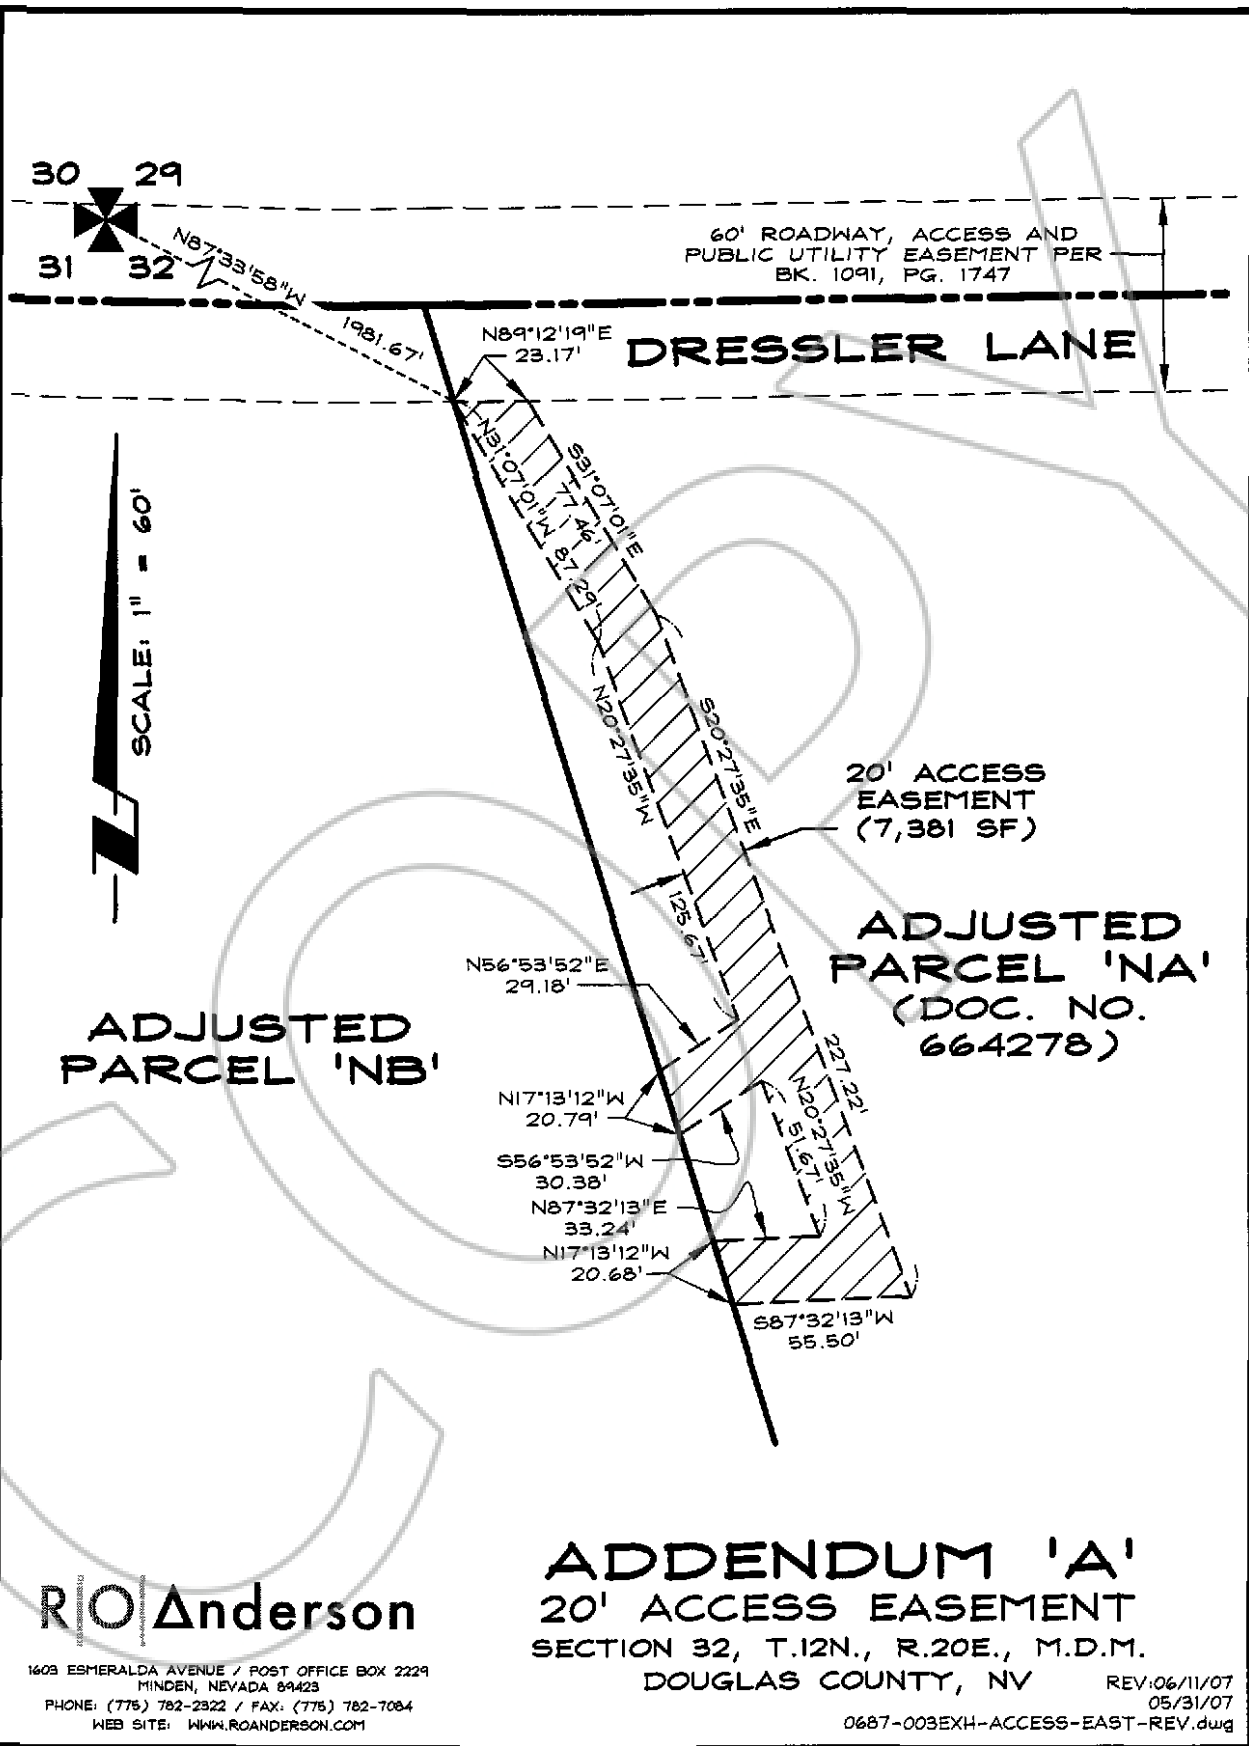 30 29
31 32
N87°33'58"W
1981.67'
60' ROADWAY, ACCESS AND
PUBLIC UTILITY EASEMENT PER
BK. 1091, PG. 1747
N89°12'19"E
23.17'
DRESSLER LANE
SCALE: 1" = 60'
N31°07'01"W 87.29'
S31°07'01"E
77.46'
N20°27'35"W
125.67'
S20°27'35"E
227.22'
20' ACCESS
EASEMENT
(7,381 SF)
ADJUSTED
PARCEL 'NA'
(DOC. NO.
664278)
ADJUSTED
PARCEL 'NB'
N56°53'52"E
29.18'
N17°13'12"W
20.79'
S56°53'52"W
30.38'
N20°27'35"W
51.67'
N87°32'13"E
33.24'
N17°13'12"W
20.68'
S87°32'13"W
55.50'
COPY
ADDENDUM 'A'
20' ACCESS EASEMENT
SECTION 32, T.12N., R.20E., M.D.M.
DOUGLAS COUNTY, NV
RO Anderson
1603 ESMERALDA AVENUE / POST OFFICE BOX 2229
MINDEN, NEVADA 89423
PHONE: (775) 782-2322 / FAX: (775) 782-7084
WEB SITE: WWW.ROANDERSON.COM
REV:06/11/07
05/31/07
0687-003EXH-ACCESS-EAST-REV.dwg